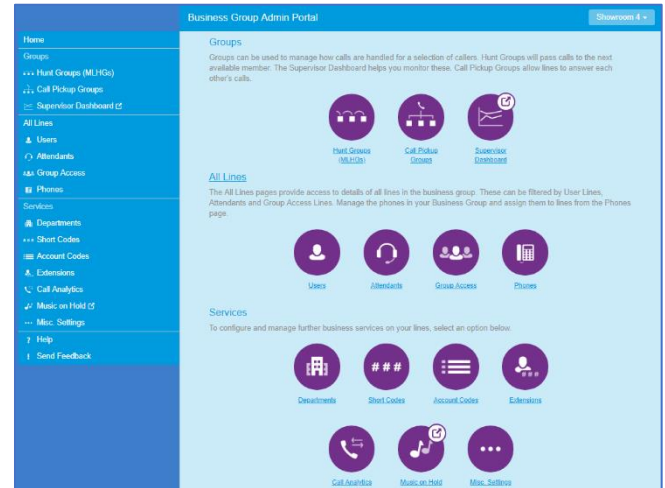 Business Group Admin Portal
Showroom 4
Home
Groups
Hunt Groups (MLHGs)
Call Pickup Groups
Supervisor Dashboard
All Lines
Users
Attendants
Group Access
Phones
Services
Departments
Short Codes
Account Codes
Extensions
Call Analytics
Music on Hold
Misc. Settings
? Help
! Send Feedback
Groups
Groups can be used to manage how calls are handled for a selection of callers. Hunt Groups will pass calls to the next
available member. The Supervisor Dashboard helps you monitor these. Call Pickup Groups allow lines to answer each
other's calls.
Hunt Groups
(MLHGs)
Call Pickup
Groups
Supervisor
Dashboard
All Lines
The All Lines pages provide access to details of all lines in the business group. These can be filtered by User Lines,
Attendants and Group Access Lines. Manage the phones in your Business Group and assign them to lines from the Phones
page.
Users
Attendants
Group Access
Phones
Services
To configure and manage further business services on your lines, select an option below.
# # #
# # #
Departments
Short Codes
Account Codes
Extensions
Call Analytics
Music on Hold
Misc. Settings